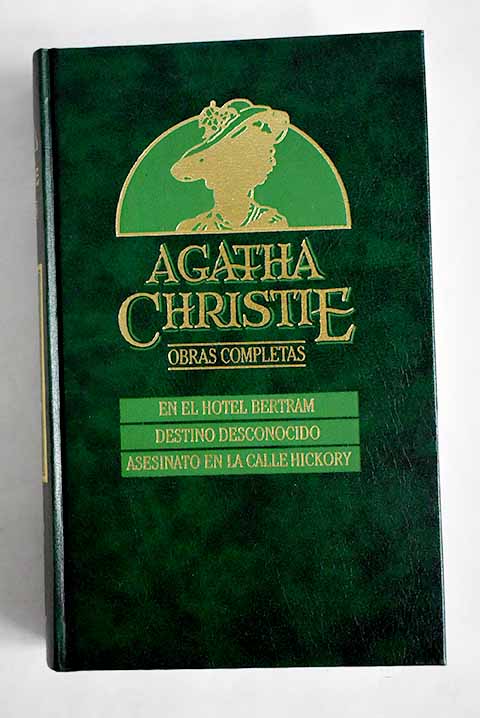 AGATHA
CHRISTIE
OBRAS COMPLETAS
EN EL HOTEL BERTRAM
DESTINO DESCONOCIDO
ASESINATO EN LA CALLE HICKORY